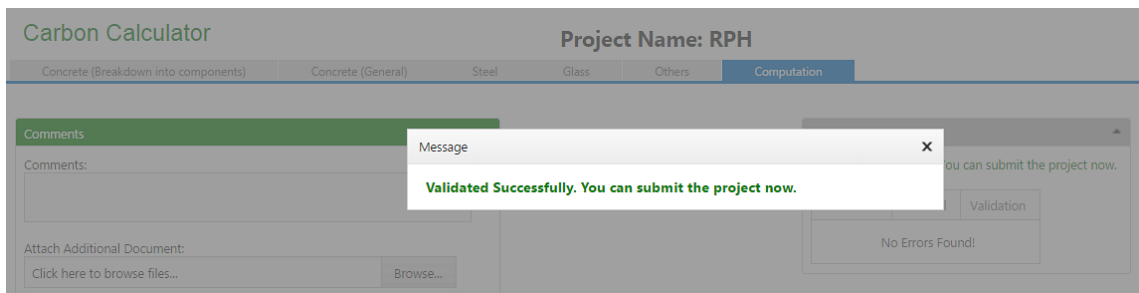 Carbon Calculator
Project Name: RPH
Concrete (Breakdown into components) Concrete (General) Steel Glass Others Computation
Comments
Message
Comments:
You can submit the project now.
Validated Successfully. You can submit the project now.
Validation
No Errors Found!
Attach Additional Document:
Click here to browse files... Browse...